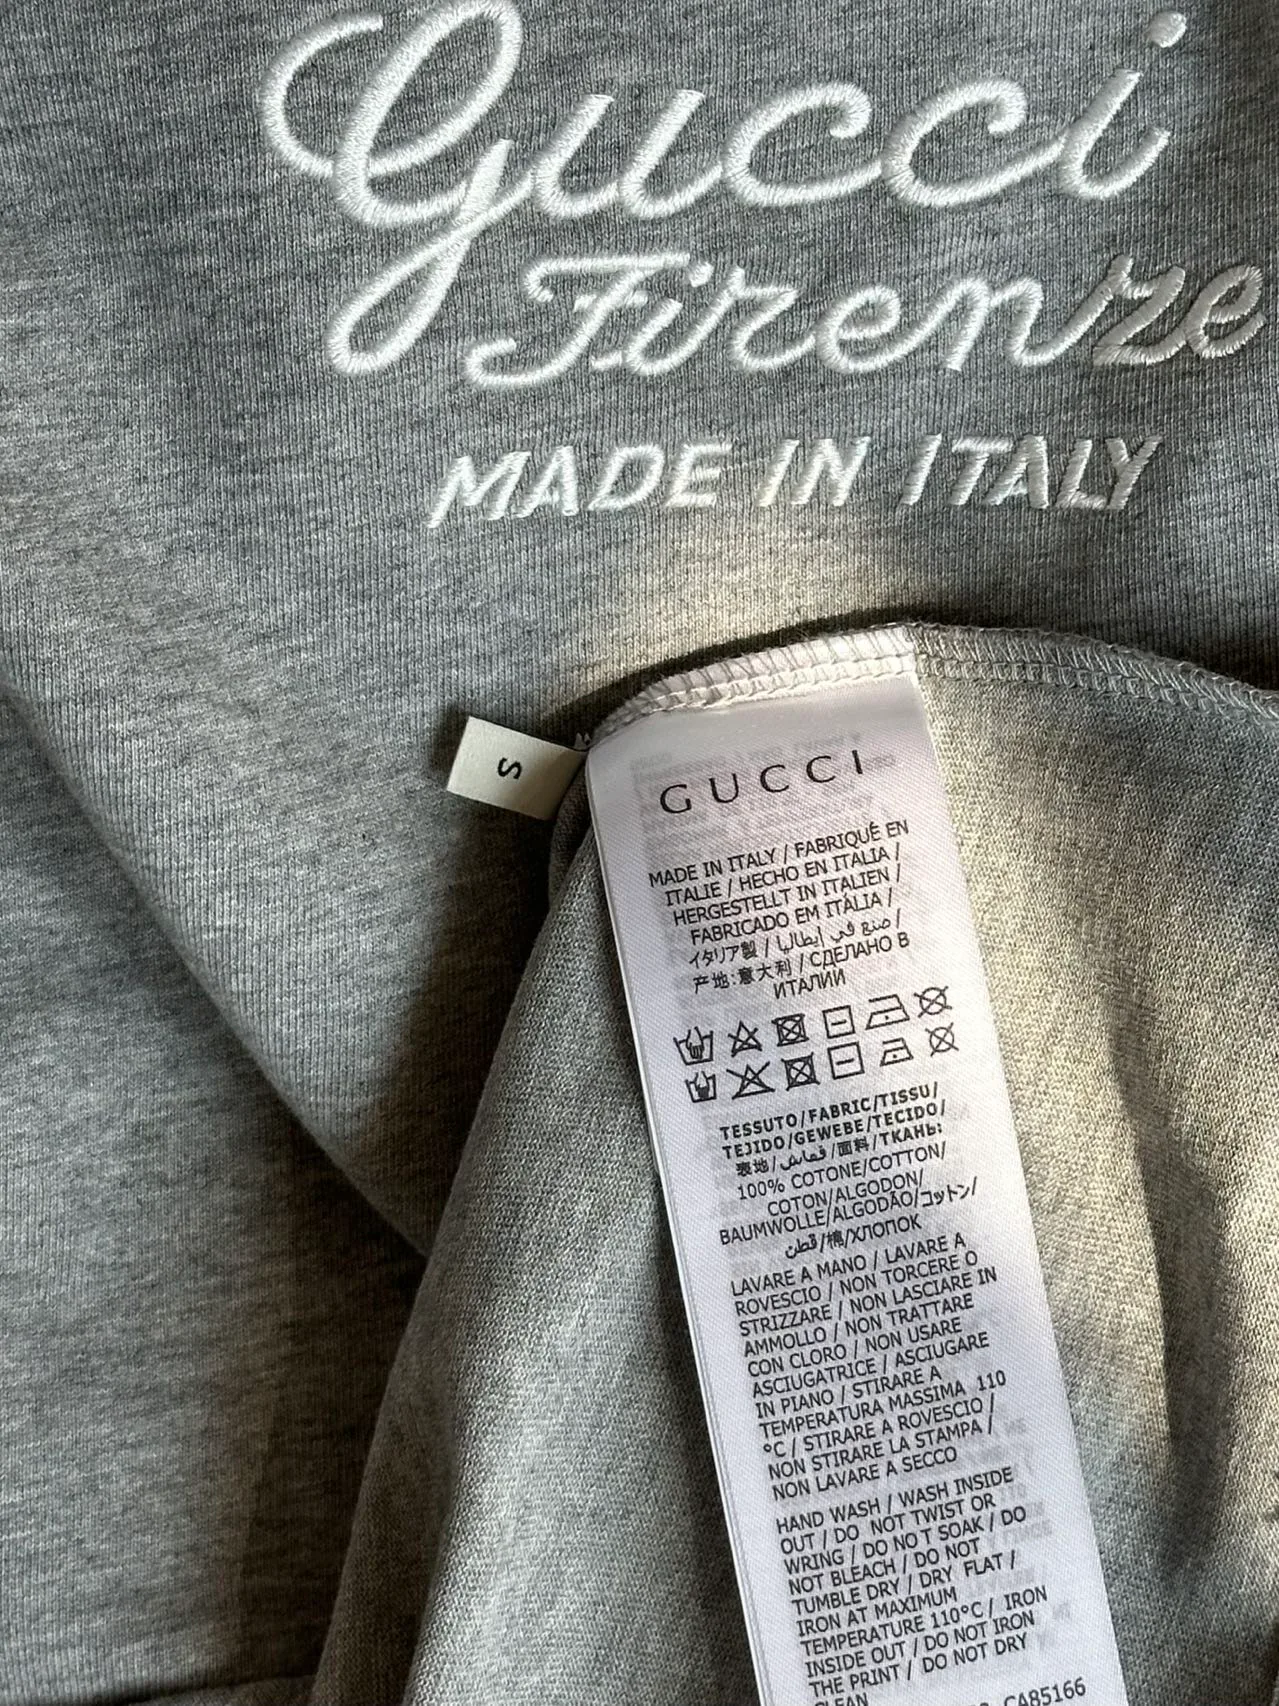 Gucci
Firenze
MADE IN ITALY
S
GUCCI
MADE IN ITALY / FABRIQUÉ EN
ITALIE / HECHO EN ITALIA /
HERGESTELLT IN ITALIEN /
FABRICADO EM ITÁLIA /
イタリア製 / صنع في إيطاليا /
产地:意大利 / СДЕЛАНО В
ИТАЛИИ
TESSUTO/FABRIC/TISSU/
TEJIDO/GEWEBE/TECIDO/
表地/قماش/面料/ТКАНЬ:
100% COTONE/COTTON/
COTON/ALGODON/
BAUMWOLLE/ALGODÃO/コットン/
قطن/棉/ХЛОПОК
LAVARE A MANO / LAVARE A
ROVESCIO / NON TORCERE O
STRIZZARE / NON LASCIARE IN
AMMOLLO / NON TRATTARE
CON CLORO / NON USARE
ASCIUGATRICE / ASCIUGARE
IN PIANO / STIRARE A
TEMPERATURA MASSIMA 110
°C / STIRARE A ROVESCIO /
NON STIRARE LA STAMPA /
NON LAVARE A SECCO
HAND WASH / WASH INSIDE
OUT / DO NOT TWIST OR
WRING / DO NOT SOAK / DO
NOT BLEACH / DO NOT
TUMBLE DRY / DRY FLAT /
IRON AT MAXIMUM
TEMPERATURE 110°C / IRON
INSIDE OUT / DO NOT IRON
THE PRINT / DO NOT DRY
CLEAN
CA85166